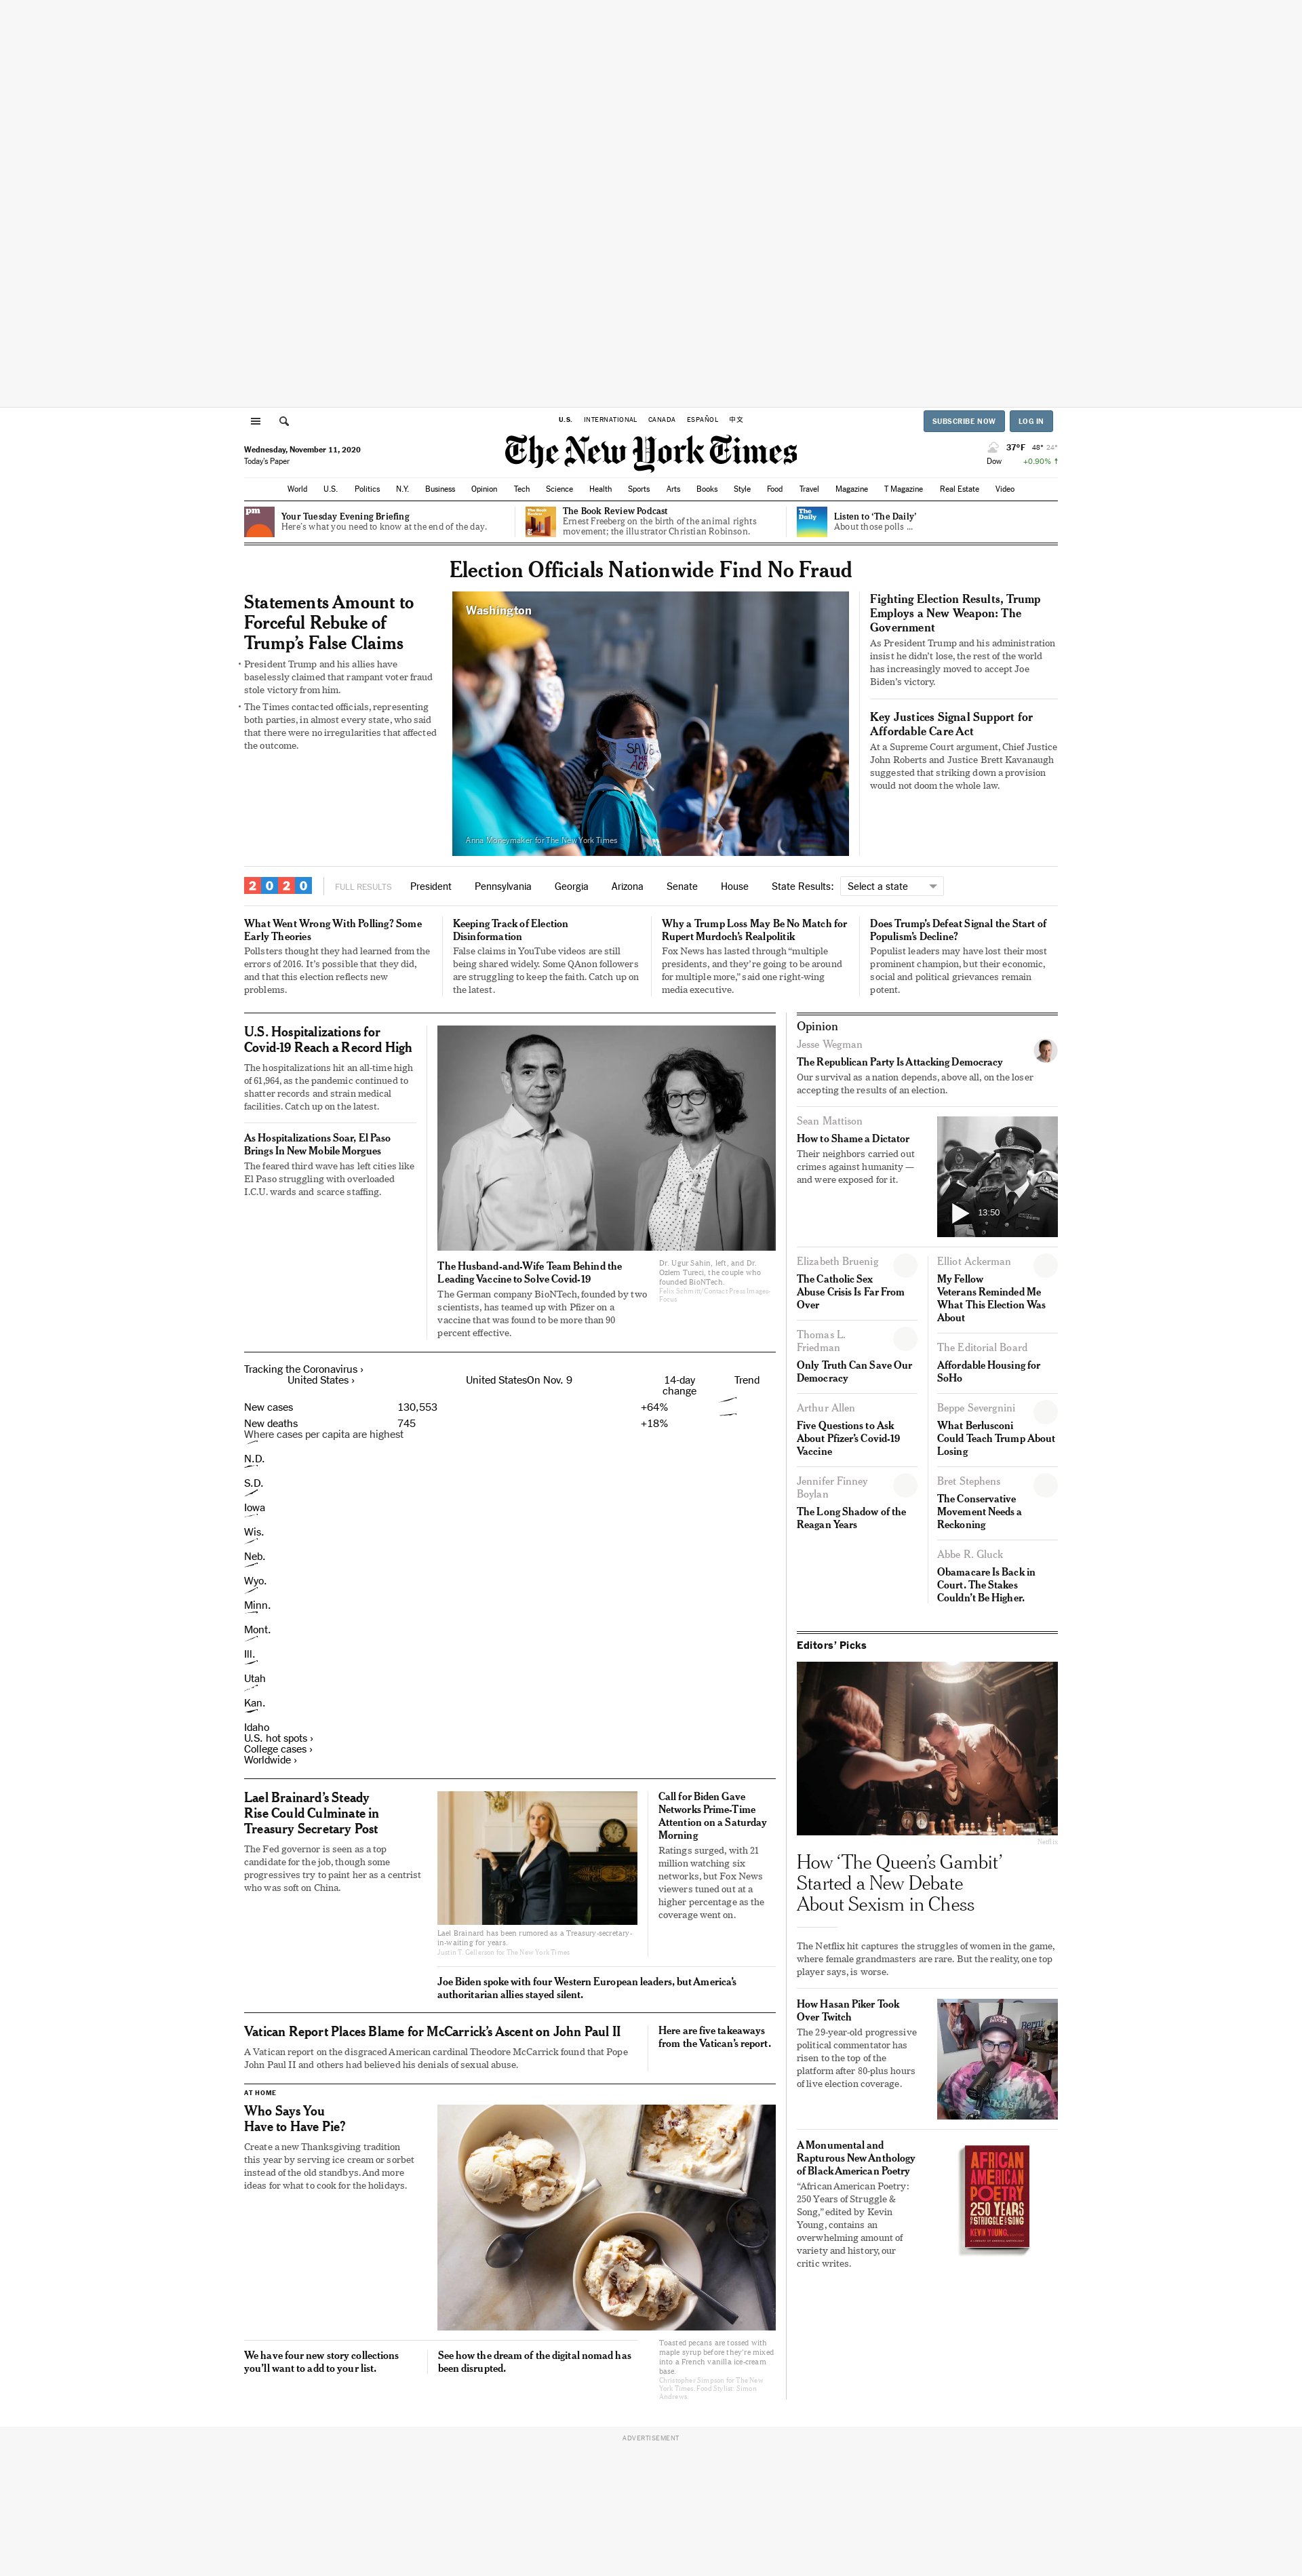 U.S. INTERNATIONAL CANADA ESPAÑOL 中文
SUBSCRIBE NOW LOG IN
Wednesday, November 11, 2020
Today's Paper
The New York Times
37°F 48° 24°
Dow +0.90% ↑
World U.S. Politics N.Y. Business Opinion Tech Science Health Sports Arts Books Style Food Travel Magazine T Magazine Real Estate Video
pm
Your Tuesday Evening Briefing
Here's what you need to know at the end of the day.
The Book Review
The Book Review Podcast
Ernest Freeberg on the birth of the animal rights
movement; the illustrator Christian Robinson.
The Daily
Listen to ‘The Daily’
About those polls ...
Election Officials Nationwide Find No Fraud
Statements Amount to
Forceful Rebuke of
Trump’s False Claims
• President Trump and his allies have
baselessly claimed that rampant voter fraud
stole victory from him.
• The Times contacted officials, representing
both parties, in almost every state, who said
that there were no irregularities that affected
the outcome.
Washington
SAVE
THE
ACA
Anna Moneymaker for The New York Times
Fighting Election Results, Trump
Employs a New Weapon: The
Government
As President Trump and his administration
insist he didn’t lose, the rest of the world
has increasingly moved to accept Joe
Biden’s victory.
Key Justices Signal Support for
Affordable Care Act
At a Supreme Court argument, Chief Justice
John Roberts and Justice Brett Kavanaugh
suggested that striking down a provision
would not doom the whole law.
2020 FULL RESULTS President Pennsylvania Georgia Arizona Senate House State Results: Select a state
What Went Wrong With Polling? Some
Early Theories
Pollsters thought they had learned from the
errors of 2016. It’s possible that they did,
and that this election reflects new
problems.
Keeping Track of Election
Disinformation
False claims in YouTube videos are still
being shared widely. Some QAnon followers
are struggling to keep the faith. Catch up on
the latest.
Why a Trump Loss May Be No Match for
Rupert Murdoch’s Realpolitik
Fox News has lasted through “multiple
presidents, and they’re going to be around
for multiple more,” said one right-wing
media executive.
Does Trump’s Defeat Signal the Start of
Populism’s Decline?
Populist leaders may have lost their most
prominent champion, but their economic,
social and political grievances remain
potent.
U.S. Hospitalizations for
Covid-19 Reach a Record High
The hospitalizations hit an all-time high
of 61,964, as the pandemic continued to
shatter records and strain medical
facilities. Catch up on the latest.
As Hospitalizations Soar, El Paso
Brings In New Mobile Morgues
The feared third wave has left cities like
El Paso struggling with overloaded
I.C.U. wards and scarce staffing.
The Husband-and-Wife Team Behind the
Leading Vaccine to Solve Covid-19
The German company BioNTech, founded by two
scientists, has teamed up with Pfizer on a
vaccine that was found to be more than 90
percent effective.
Dr. Ugur Sahin, left, and Dr.
Ozlem Tureci, the couple who
founded BioNTech.
Felix Schmitt/Contact Press Images-
Focus
Tracking the Coronavirus ›
United States › United StatesOn Nov. 9 14-day
change Trend
New cases 130,553 +64%
New deaths 745 +18%
Where cases per capita are highest
N.D.
S.D.
Iowa
Wis.
Neb.
Wyo.
Minn.
Mont.
Ill.
Utah
Kan.
Idaho
U.S. hot spots ›
College cases ›
Worldwide ›
Lael Brainard’s Steady
Rise Could Culminate in
Treasury Secretary Post
The Fed governor is seen as a top
candidate for the job, though some
progressives try to paint her as a centrist
who was soft on China.
Lael Brainard has been rumored as a Treasury-secretary-
in-waiting for years.
Justin T. Gellerson for The New York Times
Call for Biden Gave
Networks Prime-Time
Attention on a Saturday
Morning
Ratings surged, with 21
million watching six
networks, but Fox News
viewers tuned out at a
higher percentage as the
coverage went on.
Joe Biden spoke with four Western European leaders, but America’s
authoritarian allies stayed silent.
Vatican Report Places Blame for McCarrick’s Ascent on John Paul II
A Vatican report on the disgraced American cardinal Theodore McCarrick found that Pope
John Paul II and others had believed his denials of sexual abuse.
Here are five takeaways
from the Vatican’s report.
AT HOME
Who Says You
Have to Have Pie?
Create a new Thanksgiving tradition
this year by serving ice cream or sorbet
instead of the old standbys. And more
ideas for what to cook for the holidays.
Toasted pecans are tossed with
maple syrup before they’re mixed
into a French vanilla ice-cream
base.
Christopher Simpson for The New
York Times. Food Stylist: Simon
Andrews.
We have four new story collections
you’ll want to add to your list.
See how the dream of the digital nomad has
been disrupted.
Opinion
Jesse Wegman
The Republican Party Is Attacking Democracy
Our survival as a nation depends, above all, on the loser
accepting the results of an election.
Sean Mattison
How to Shame a Dictator
Their neighbors carried out
crimes against humanity —
and were exposed for it.
13:50
Elizabeth Bruenig
The Catholic Sex
Abuse Crisis Is Far From
Over
Thomas L.
Friedman
Only Truth Can Save Our
Democracy
Arthur Allen
Five Questions to Ask
About Pfizer’s Covid-19
Vaccine
Jennifer Finney
Boylan
The Long Shadow of the
Reagan Years
Elliot Ackerman
My Fellow
Veterans Reminded Me
What This Election Was
About
The Editorial Board
Affordable Housing for
SoHo
Beppe Severgnini
What Berlusconi
Could Teach Trump About
Losing
Bret Stephens
The Conservative
Movement Needs a
Reckoning
Abbe R. Gluck
Obamacare Is Back in
Court. The Stakes
Couldn’t Be Higher.
Editors’ Picks
Netflix
How ‘The Queen’s Gambit’
Started a New Debate
About Sexism in Chess
The Netflix hit captures the struggles of women in the game,
where female grandmasters are rare. But the reality, one top
player says, is worse.
How Hasan Piker Took
Over Twitch
The 29-year-old progressive
political commentator has
risen to the top of the
platform after 80-plus hours
of live election coverage.
A Monumental and
Rapturous New Anthology
of Black American Poetry
“African American Poetry:
250 Years of Struggle &
Song,” edited by Kevin
Young, contains an
overwhelming amount of
variety and history, our
critic writes.
AFRICAN
AMERICAN
POETRY
250 YEARS
OF STRUGGLE & SONG
KEVIN YOUNG
ADVERTISEMENT